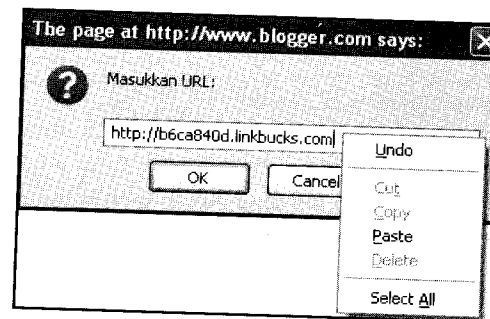 The page at http://www.blogger.com says:
Masukkan URL:
http://b6ca840d.linkbucks.com
OK
Cancel
Undo
Cut
Copy
Paste
Delete
Select All